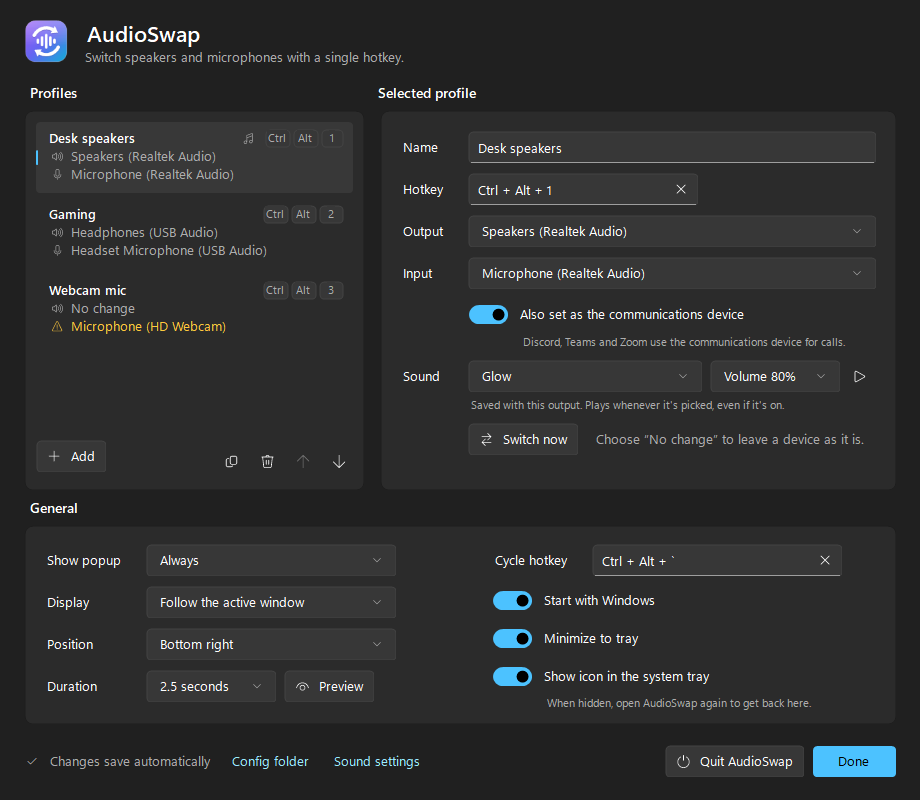 AudioSwap
Switch speakers and microphones with a single hotkey.
Profiles
Desk speakers Ctrl Alt 1
Speakers (Realtek Audio)
Microphone (Realtek Audio)
Gaming Ctrl Alt 2
Headphones (USB Audio)
Headset Microphone (USB Audio)
Webcam mic Ctrl Alt 3
No change
Microphone (HD Webcam)
Add
Selected profile
Name Desk speakers
Hotkey Ctrl + Alt + 1
Output Speakers (Realtek Audio)
Input Microphone (Realtek Audio)
Also set as the communications device
Discord, Teams and Zoom use the communications device for calls.
Sound Glow Volume 80%
Saved with this output. Plays whenever it's picked, even if it's on.
Switch now Choose "No change" to leave a device as it is.
General
Show popup Always
Display Follow the active window
Position Bottom right
Duration 2.5 seconds Preview
Cycle hotkey Ctrl + Alt + `
Start with Windows
Minimize to tray
Show icon in the system tray
When hidden, open AudioSwap again to get back here.
Changes save automatically Config folder Sound settings Quit AudioSwap Done